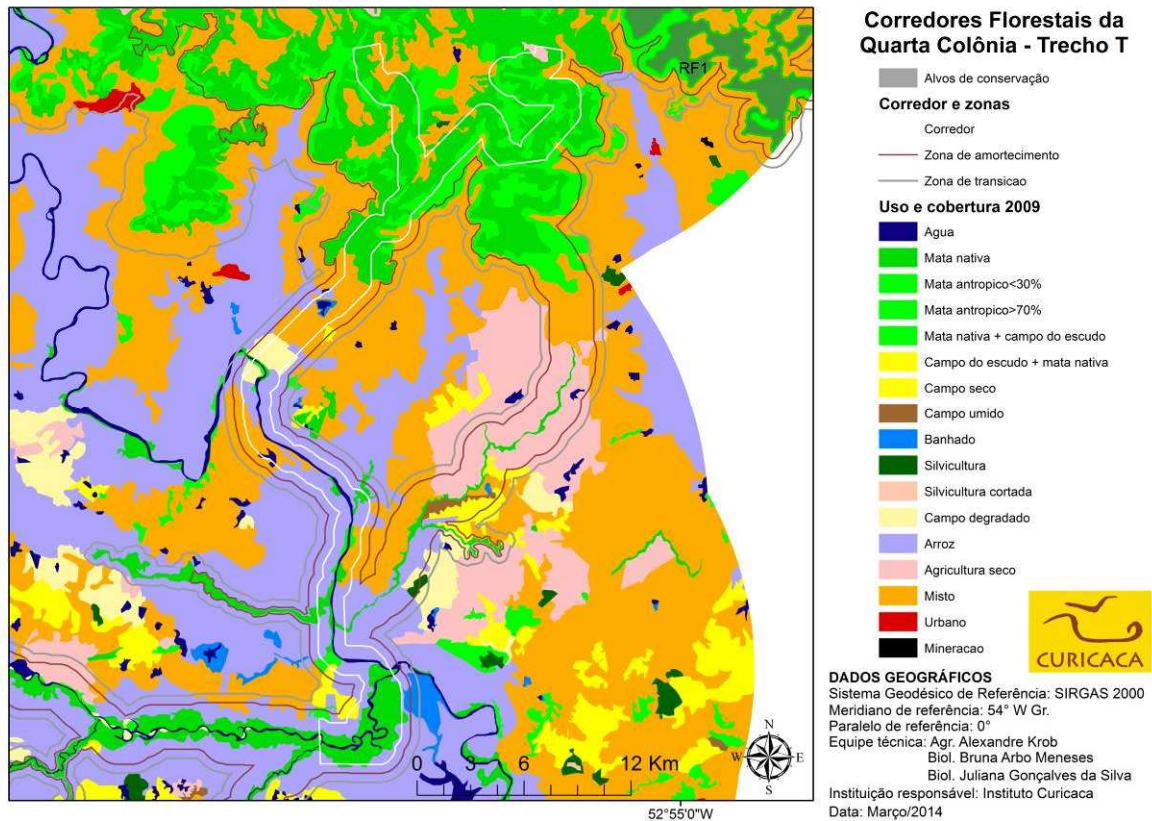 RF1
0 3 6 12 Km
N
W E
S
52°55'0"W
Corredores Florestais da
Quarta Colônia - Trecho T
Alvos de conservação
Corredor e zonas
Corredor
Zona de amortecimento
Zona de transicao
Uso e cobertura 2009
Agua
Mata nativa
Mata antropico<30%
Mata antropico>70%
Mata nativa + campo do escudo
Campo do escudo + mata nativa
Campo seco
Campo umido
Banhado
Silvicultura
Silvicultura cortada
Campo degradado
Arroz
Agricultura seco
Misto
Urbano
Mineracao
CURICACA
DADOS GEOGRÁFICOS
Sistema Geodésico de Referência: SIRGAS 2000
Meridiano de referência: 54° W Gr.
Paralelo de referência: 0°
Equipe técnica: Agr. Alexandre Krob
Biol. Bruna Arbo Meneses
Biol. Juliana Gonçalves da Silva
Instituição responsável: Instituto Curicaca
Data: Março/2014